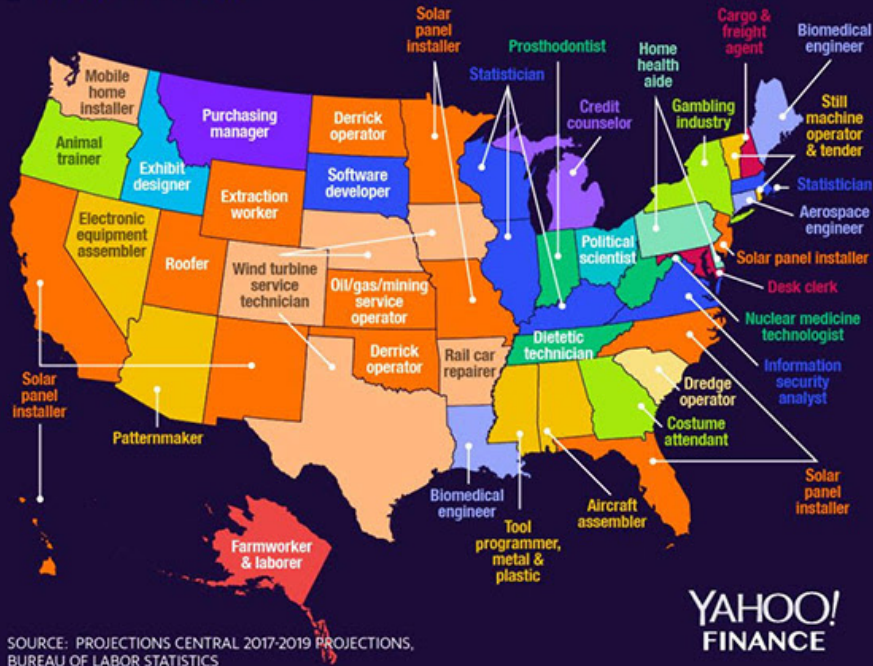 Solar
panel
installer
Cargo &
freight
agent
Biomedical
engineer
Prosthodontist
Home
health
aide
Statistician
Mobile
home
installer
Credit
counselor
Gambling
industry
Still
machine
operator
& tender
Purchasing
manager
Derrick
operator
Animal
trainer
Exhibit
designer
Software
developer
Statistician
Extraction
worker
Aerospace
engineer
Electronic
equipment
assembler
Political
scientist
Roofer
Wind turbine
service
technician
Solar panel installer
Oil/gas/mining
service
operator
Desk clerk
Nuclear medicine
technologist
Dietetic
technician
Derrick
operator
Rail car
repairer
Information
security
analyst
Solar
panel
installer
Dredge
operator
Patternmaker
Costume
attendant
Solar
panel
installer
Biomedical
engineer
Aircraft
assembler
Tool
programmer,
metal &
plastic
Farmworker
& laborer
YAHOO!
FINANCE
SOURCE: PROJECTIONS CENTRAL 2017-2019 PROJECTIONS,
BUREAU OF LABOR STATISTICS